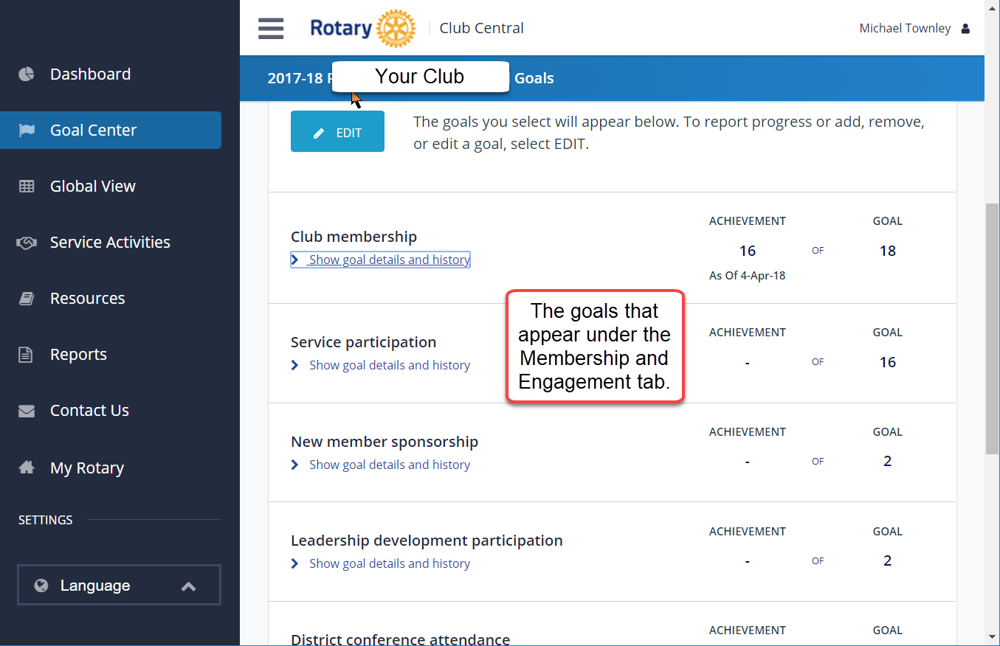 Rotary
Club Central
Michael Townley
2017-18
Your Club
Goals
Dashboard
Goal Center
Global View
Service Activities
Resources
Reports
Contact Us
My Rotary
SETTINGS
Language
EDIT
The goals you select will appear below. To report progress or add, remove,
or edit a goal, select EDIT.
Club membership
Show goal details and history
ACHIEVEMENT
GOAL
16
OF
18
As Of 4-Apr-18
The goals that
appear under the
Membership and
Engagement tab.
Service participation
Show goal details and history
ACHIEVEMENT
GOAL
-
OF
16
New member sponsorship
Show goal details and history
ACHIEVEMENT
GOAL
-
OF
2
Leadership development participation
Show goal details and history
ACHIEVEMENT
GOAL
-
OF
2
District conference attendance
ACHIEVEMENT
GOAL